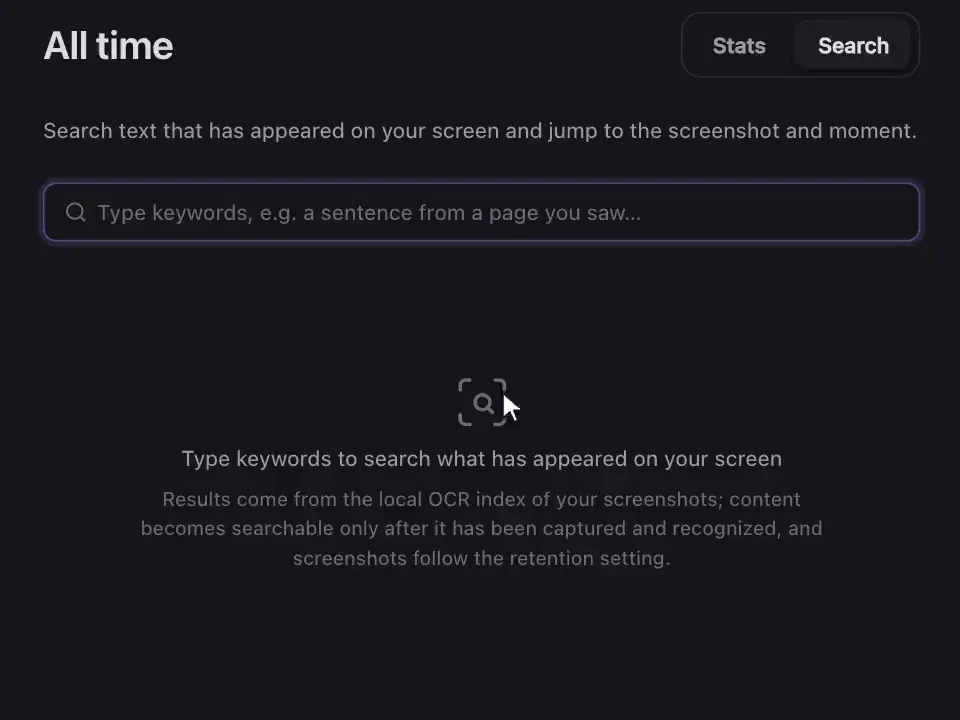 All time
Stats
Search
Search text that has appeared on your screen and jump to the screenshot and moment.
Type keywords, e.g. a sentence from a page you saw...
Type keywords to search what has appeared on your screen
Results come from the local OCR index of your screenshots; content
becomes searchable only after it has been captured and recognized, and
screenshots follow the retention setting.